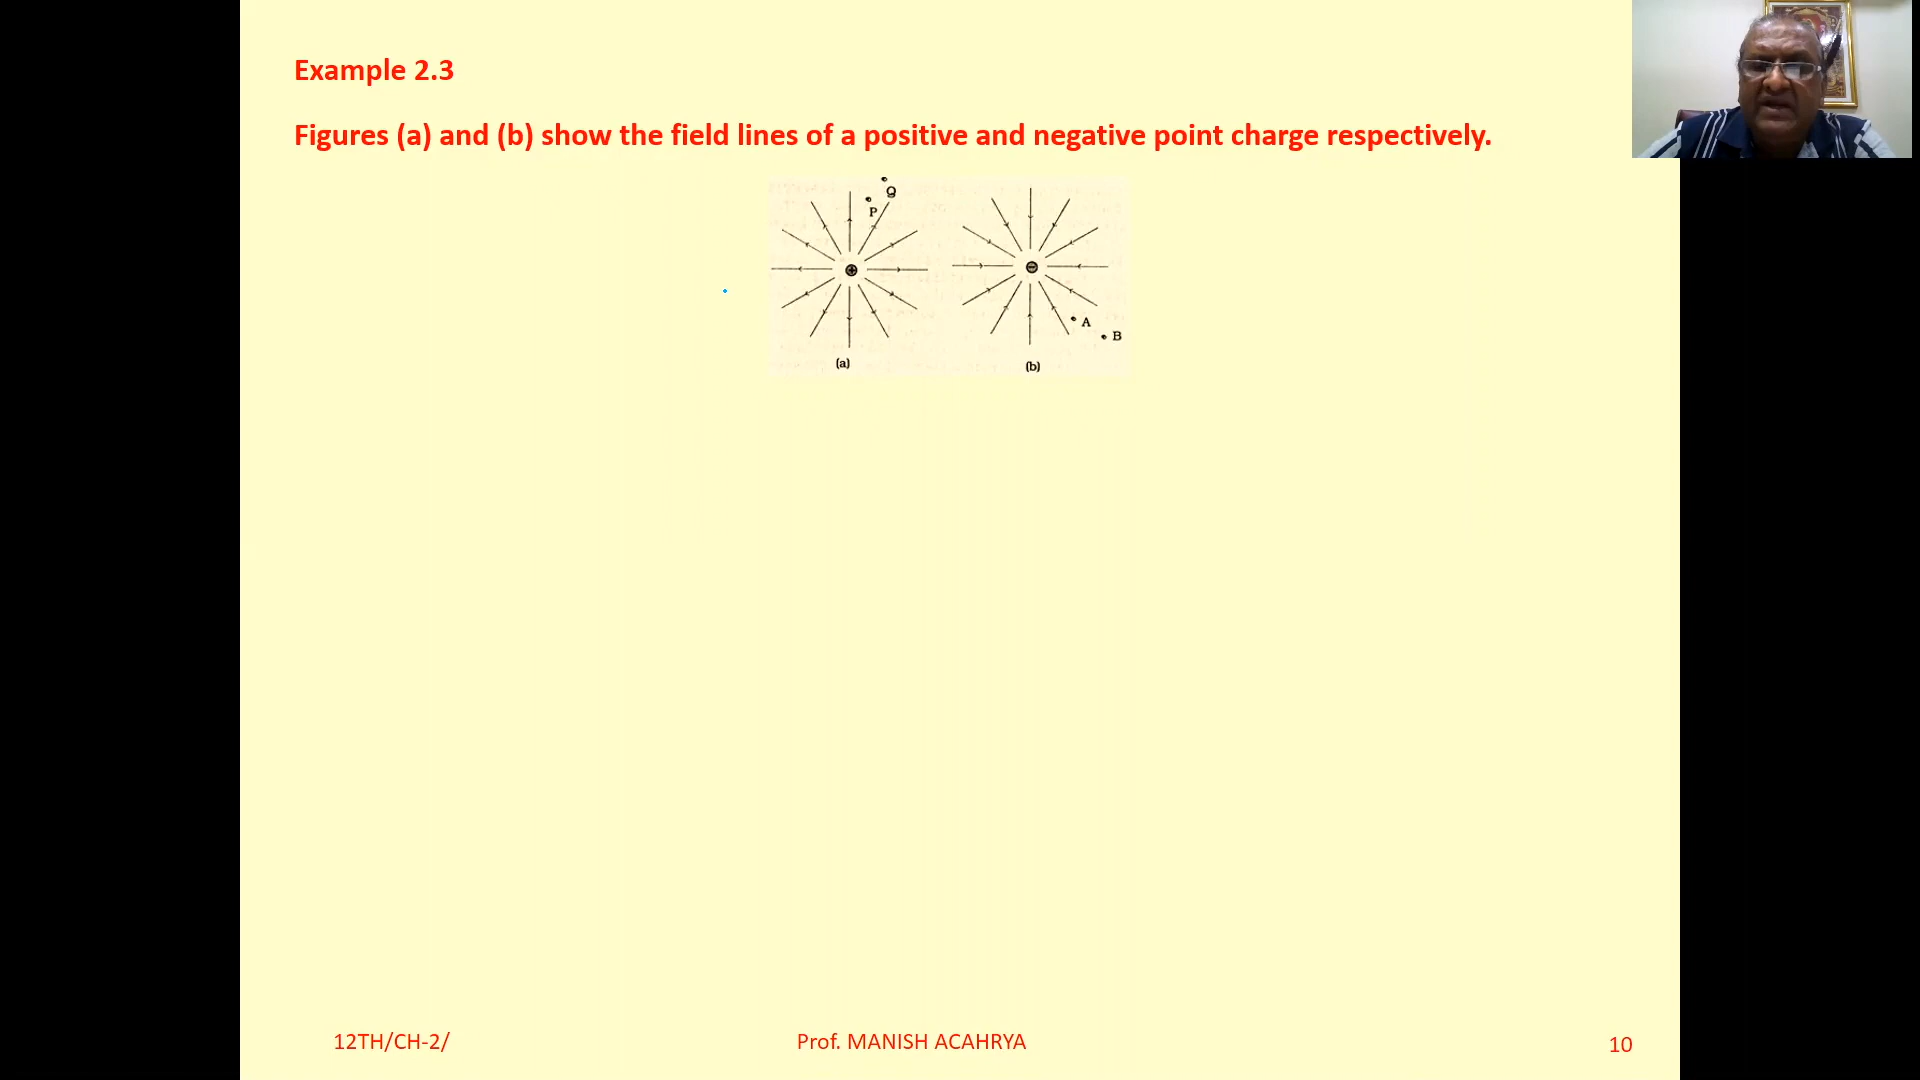 Example 2.3
Figures (a) and (b) show the field lines of a positive and negative point charge respectively.
Q
P
A
B
(a)
(b)
12TH/CH-2/
Prof. MANISH ACAHRYA
10